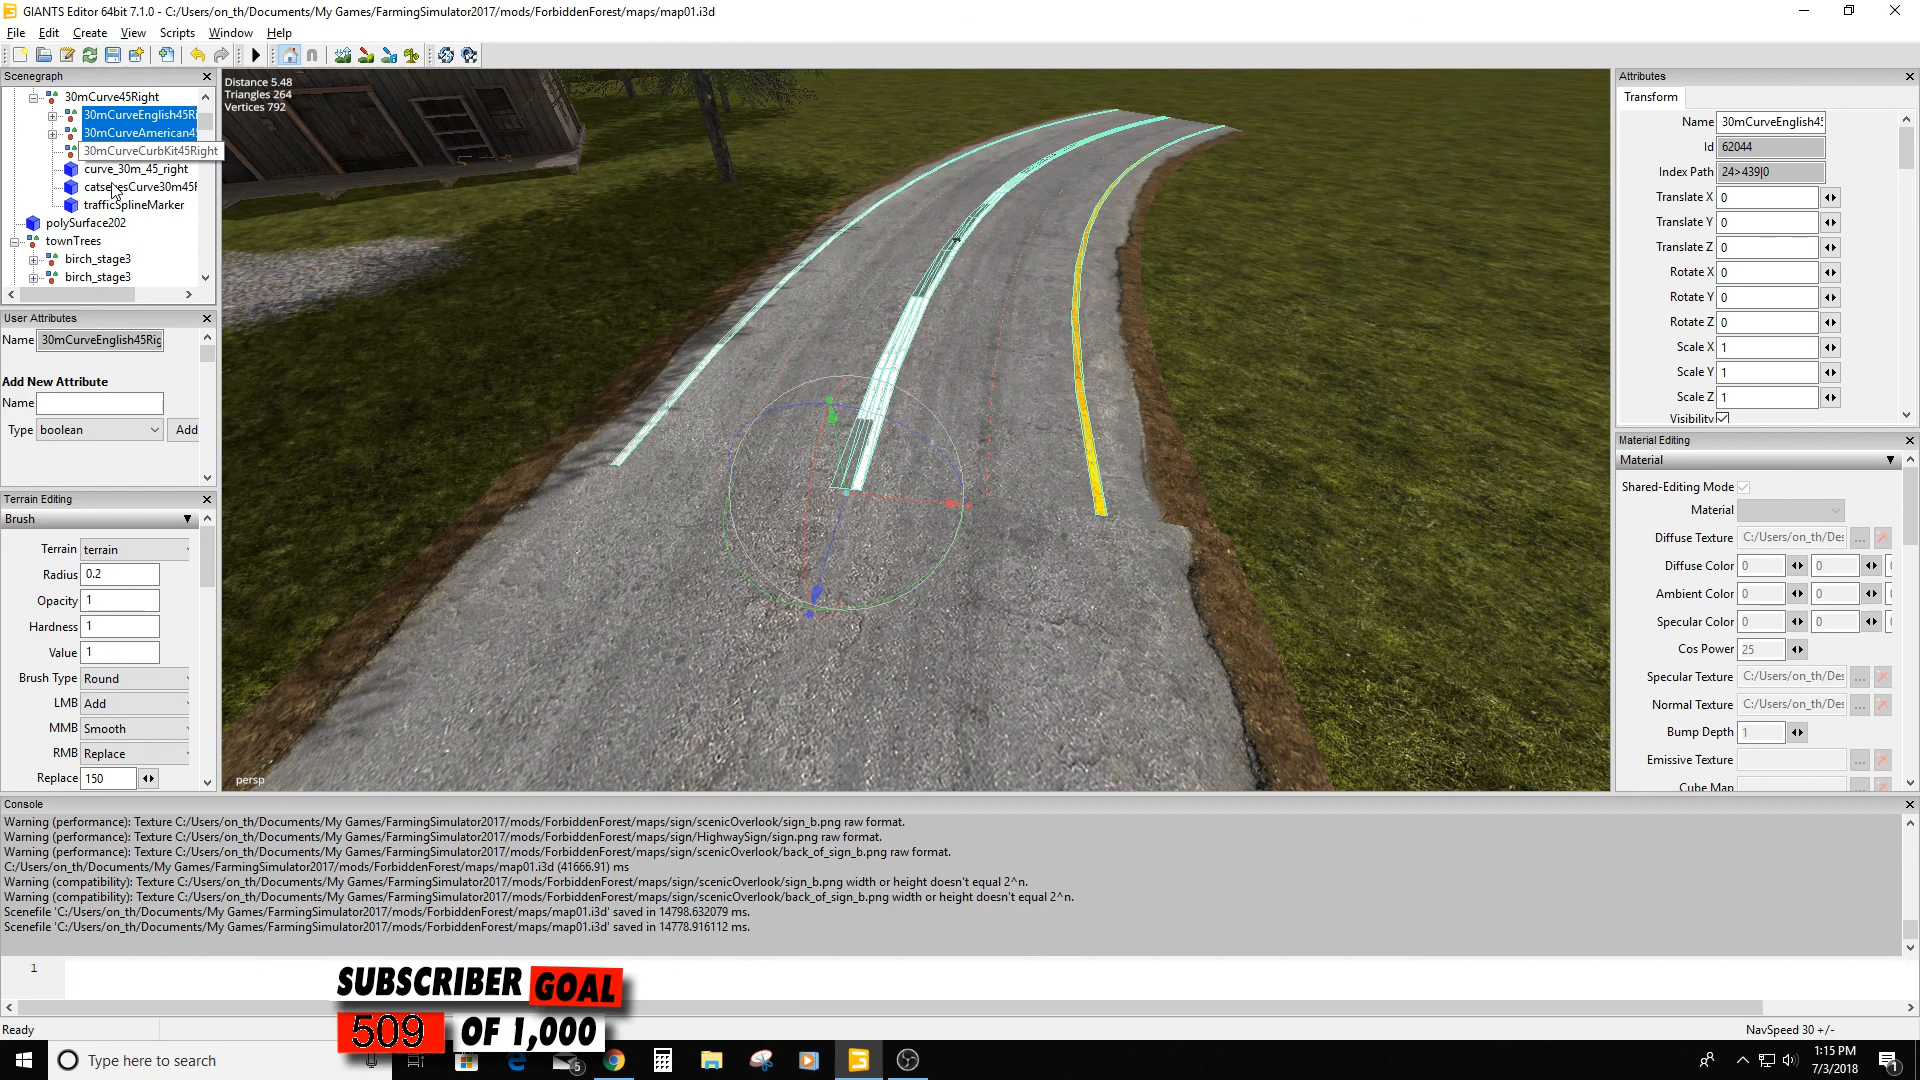 GIANTS Editor 64bit 7.1.0 - C:/Users/on_th/Documents/My Games/FarmingSimulator2017/mods/ForbiddenForest/maps/map01.i3d
File Edit Create View Scripts Window Help
Scenegraph
30mCurve45Right
30mCurveEnglish45Ri
30mCurveAmerican4
30mCurveCurbKit45Right
curve_30m_45_right
trafficSplineMarker
polySurface202
townTrees
birch_stage3
birch_stage3
User Attributes
Name 30mCurveEnglish45Rig
Add New Attribute
Name
Type boolean Add
Terrain Editing
Brush
Terrain terrain
Radius 0.2
Opacity 1
Hardness 1
Value 1
Brush Type Round
LMB Add
MMB Smooth
RMB Replace
Replace 150
Distance 5.48
Triangles 264
Vertices 792
persp
Attributes
Transform
Name 30mCurveEnglish45
Id 62044
Index Path 24>439|0
Translate X 0
Translate Y 0
Translate Z 0
Rotate X 0
Rotate Y 0
Rotate Z 0
Scale X 1
Scale Y 1
Scale Z 1
Visibility
Material Editing
Material
Shared-Editing Mode
Material
Diffuse Texture C:/Users/on_th/Des ...
Diffuse Color 0 0
Ambient Color 0 0
Specular Color 0 0
Cos Power 25
Specular Texture C:/Users/on_th/Des ...
Normal Texture C:/Users/on_th/Des ...
Bump Depth 1
Emissive Texture ...
Cube Map
Console
Warning (performance): Texture C:/Users/on_th/Documents/My Games/FarmingSimulator2017/mods/ForbiddenForest/maps/sign/scenicOverlook/sign_b.png raw format.
Warning (performance): Texture C:/Users/on_th/Documents/My Games/FarmingSimulator2017/mods/ForbiddenForest/maps/sign/HighwaySign/sign.png raw format.
Warning (performance): Texture C:/Users/on_th/Documents/My Games/FarmingSimulator2017/mods/ForbiddenForest/maps/sign/scenicOverlook/back_of_sign_b.png raw format.
C:/Users/on_th/Documents/My Games/FarmingSimulator2017/mods/ForbiddenForest/maps/map01.i3d (41666.91) ms
Warning (compatibility): Texture C:/Users/on_th/Documents/My Games/FarmingSimulator2017/mods/ForbiddenForest/maps/sign/scenicOverlook/sign_b.png width or height doesn't equal 2^n.
Warning (compatibility): Texture C:/Users/on_th/Documents/My Games/FarmingSimulator2017/mods/ForbiddenForest/maps/sign/scenicOverlook/back_of_sign_b.png width or height doesn't equal 2^n.
Scenefile 'C:/Users/on_th/Documents/My Games/FarmingSimulator2017/mods/ForbiddenForest/maps/map01.i3d' saved in 14798.632079 ms.
Scenefile 'C:/Users/on_th/Documents/My Games/FarmingSimulator2017/mods/ForbiddenForest/maps/map01.i3d' saved in 14778.916112 ms.
1
SUBSCRIBER GOAL
509 OF 1,000
Ready
NavSpeed 30 +/-
Type here to search
5
1:15 PM
7/3/2018
1